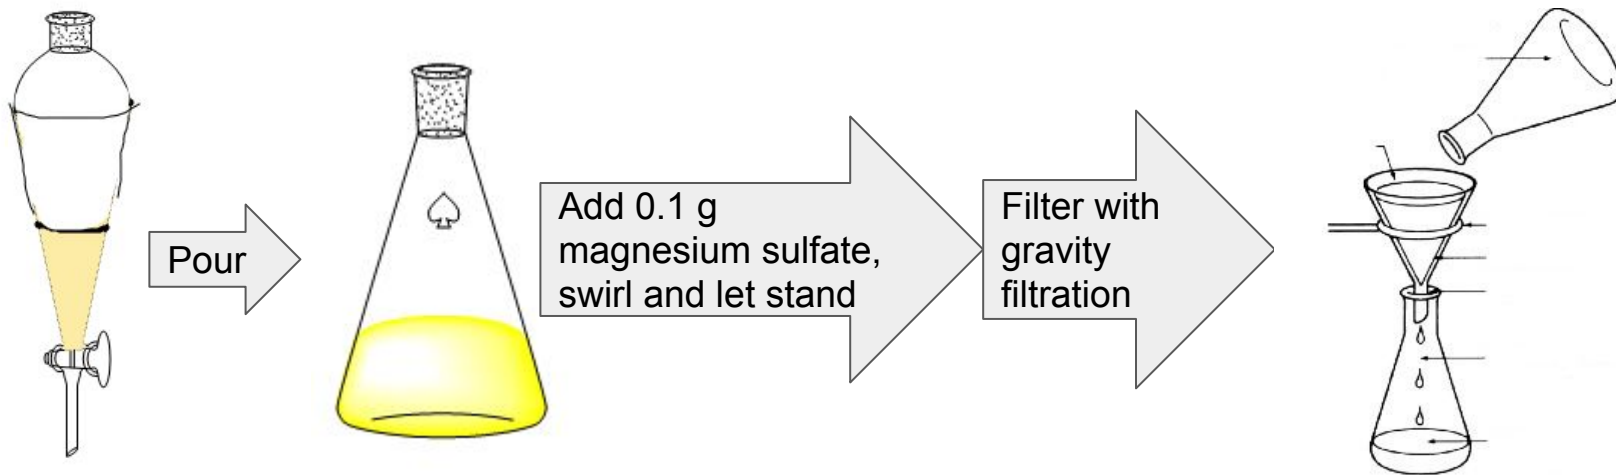 Pour
Add 0.1 g
magnesium sulfate,
swirl and let stand
Filter with
gravity
filtration